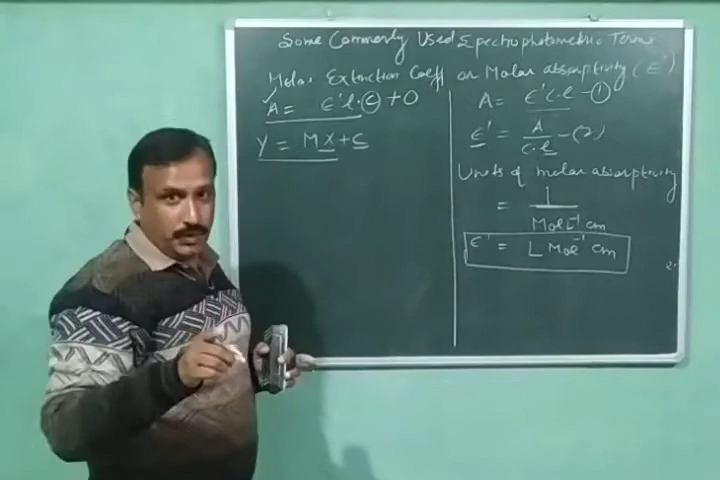 Some Commonly Used Spectrophotometric Terms
Molar Extinction Coeff or Molar absorptivity (ε')
A = ε'l.c + 0
Y = MX + C
A = ε'c.l — (1)
ε' = A / c.l — (2)
Units of molar absorptivity
= 1 / Mol L⁻¹ cm
ε' = L Mol⁻¹ cm